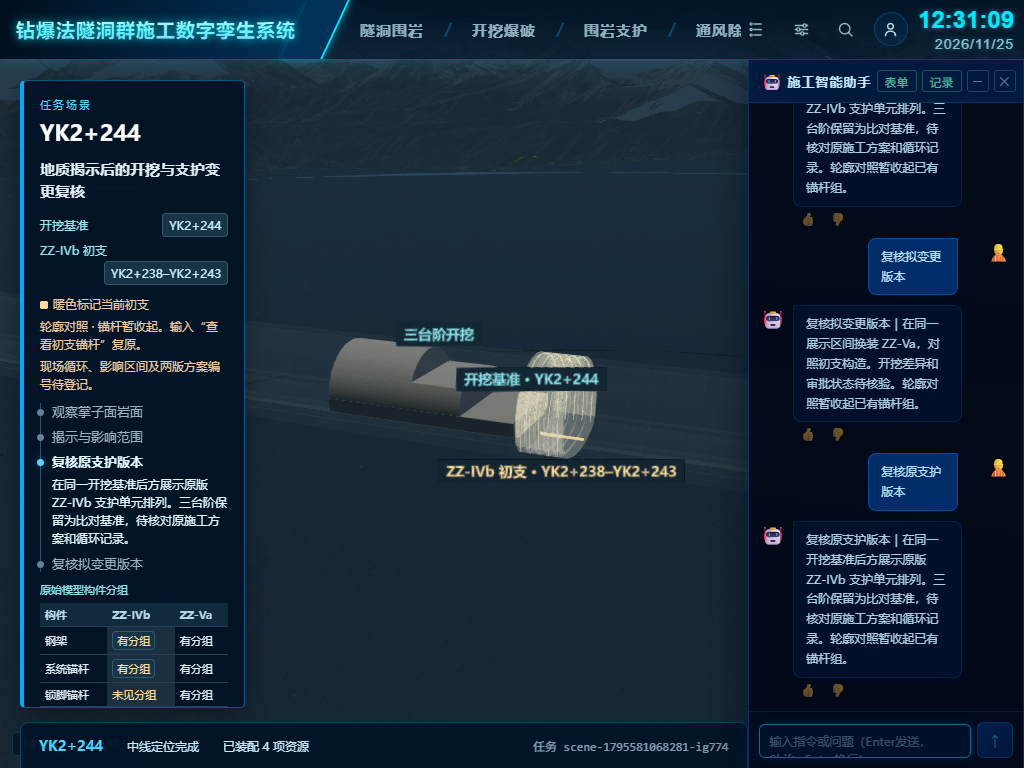 钻爆法隧洞群施工数字孪生系统
隧洞围岩 / 开挖爆破 / 围岩支护 / 通风除
12:31:09
2026/11/25
任务场景
YK2+244
地质揭示后的开挖与支护变
更复核
开挖基准 YK2+244
ZZ-IVb 初支
YK2+238—YK2+243
暖色标记当前初支
轮廓对照 · 锚杆暂收起。输入“查
看初支锚杆”复原。
现场循环、影响区间及两版方案编
号待登记。
观察掌子面岩面
揭示与影响范围
复核原支护版本
在同一开挖基准后方展示原版
ZZ-IVb 支护单元排列。三台阶保
留为比对基准，待核对原施工方
案和循环记录。
复核拟变更版本
原始模型构件分组
构件 ZZ-IVb ZZ-Va
钢架 有分组 有分组
系统锚杆 有分组 有分组
锁脚锚杆 未见分组 有分组
三台阶开挖
开挖基准 • YK2+244
ZZ-IVb 初支 • YK2+238—YK2+243
YK2+244 中线定位完成 已装配 4 项资源 任务 scene-1795581068281-ig774
施工智能助手 表单 记录
ZZ-IVb 支护单元排列。三
台阶保留为比对基准，待
核对原施工方案和循环记
录。轮廓对照暂收起已有
锚杆组。
复核拟变更
版本
复核拟变更版本 | 在同一
展示区间换装 ZZ-Va，对
照初支构造。开挖差异和
审批状态待核验。轮廓对
照暂收起已有锚杆组。
复核原支护
版本
复核原支护版本 | 在同一
开挖基准后方展示原版
ZZ-IVb 支护单元排列。三
台阶保留为比对基准，待
核对原施工方案和循环记
录。轮廓对照暂收起已有
锚杆组。
输入指令或问题（Enter发送，